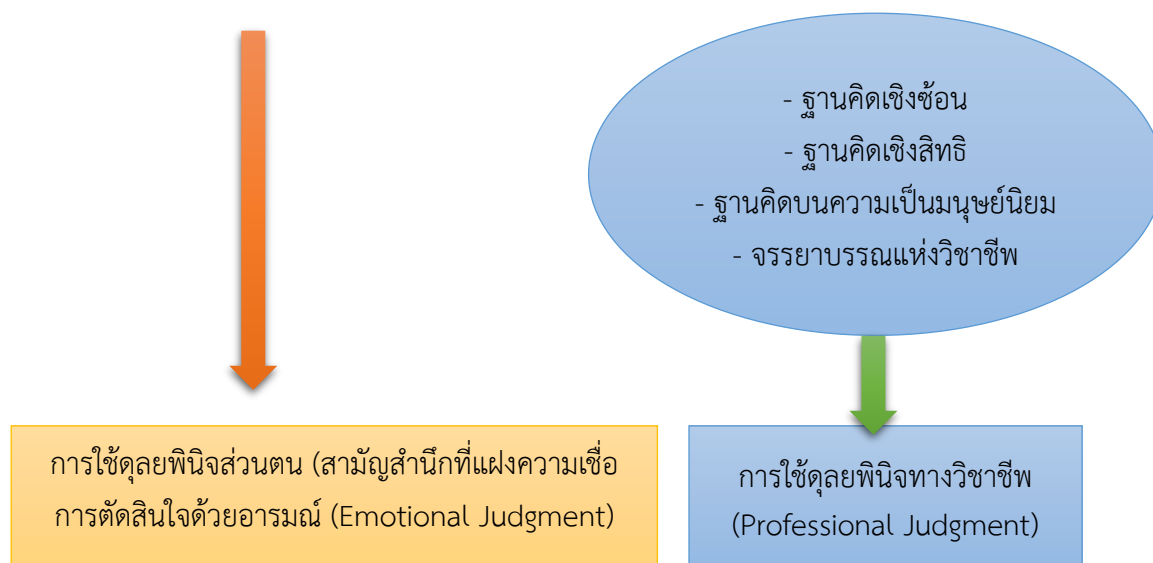 - ฐานคิดเชิงซ้อน
- ฐานคิดเชิงสิทธิ
- ฐานคิดบนความเป็นมนุษย์นิยม
- จรรยาบรรณแห่งวิชาชีพ
การใช้ดุลยพินิจส่วนตน (สามัญสำนึกที่แฝงความเชื่อ
การตัดสินใจด้วยอารมณ์ (Emotional Judgment)
การใช้ดุลยพินิจทางวิชาชีพ
(Professional Judgment)